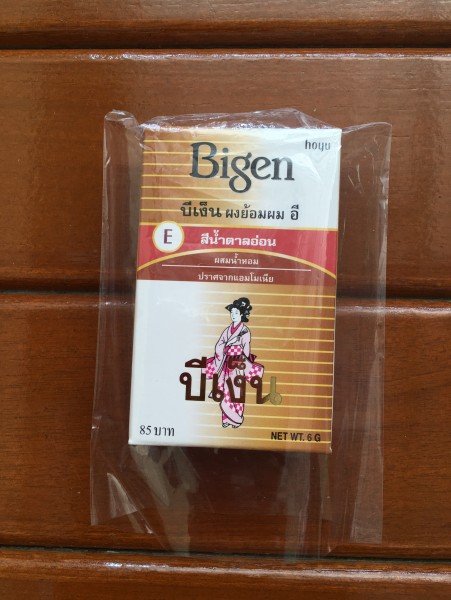 hoyu
Bigen
บีเง็น ผงย้อมผม อี
E สีน้ำตาลอ่อน
ผสมน้ำหอม
ปราศจากแอมโมเนีย
บีเง็น
85 บาท
NET WT. 6 G